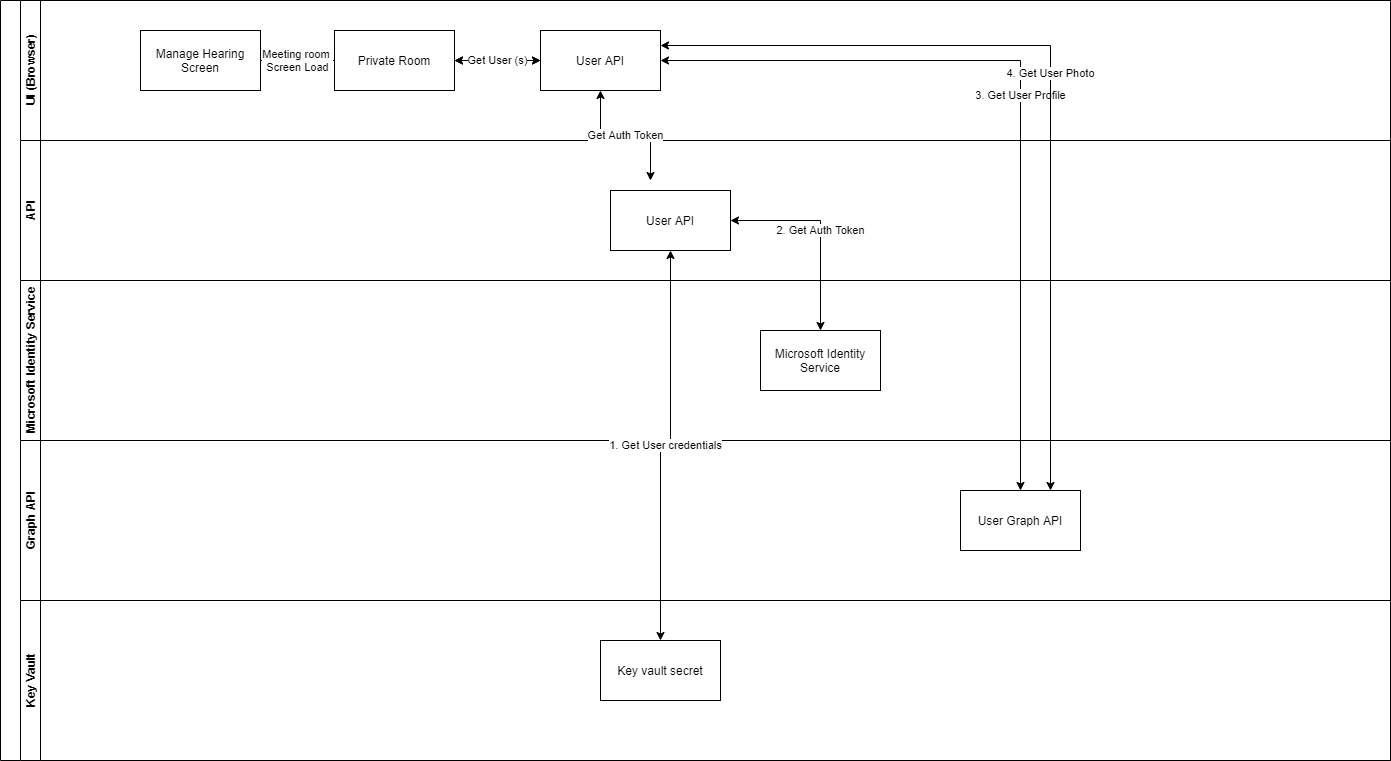 UI (Browser)
Manage Hearing
Screen
Meeting room
Screen Load
Private Room
Get User (s)
User API
4. Get User Photo
3. Get User Profile
Get Auth Token
API
User API
2. Get Auth Token
Microsoft Identity Service
Microsoft Identity
Service
1. Get User credentials
Graph API
User Graph API
Key Vault
Key vault secret